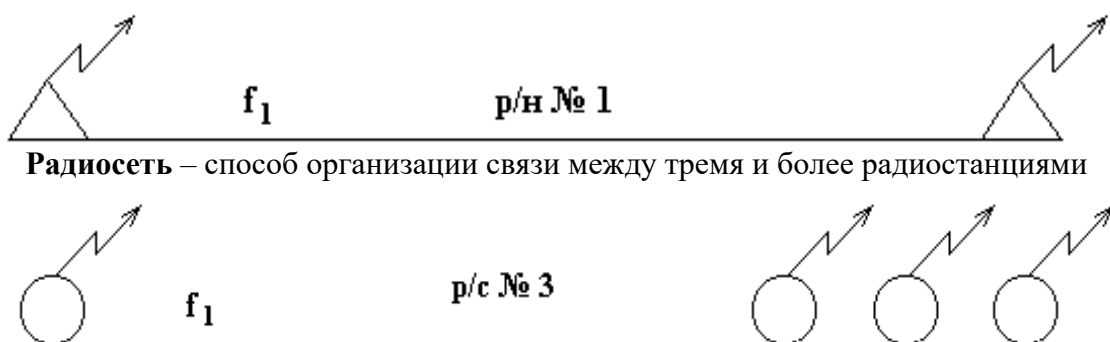 f1 р/н № 1
Радиосеть – способ организации связи между тремя и более радиостанциями
f1 р/с № 3